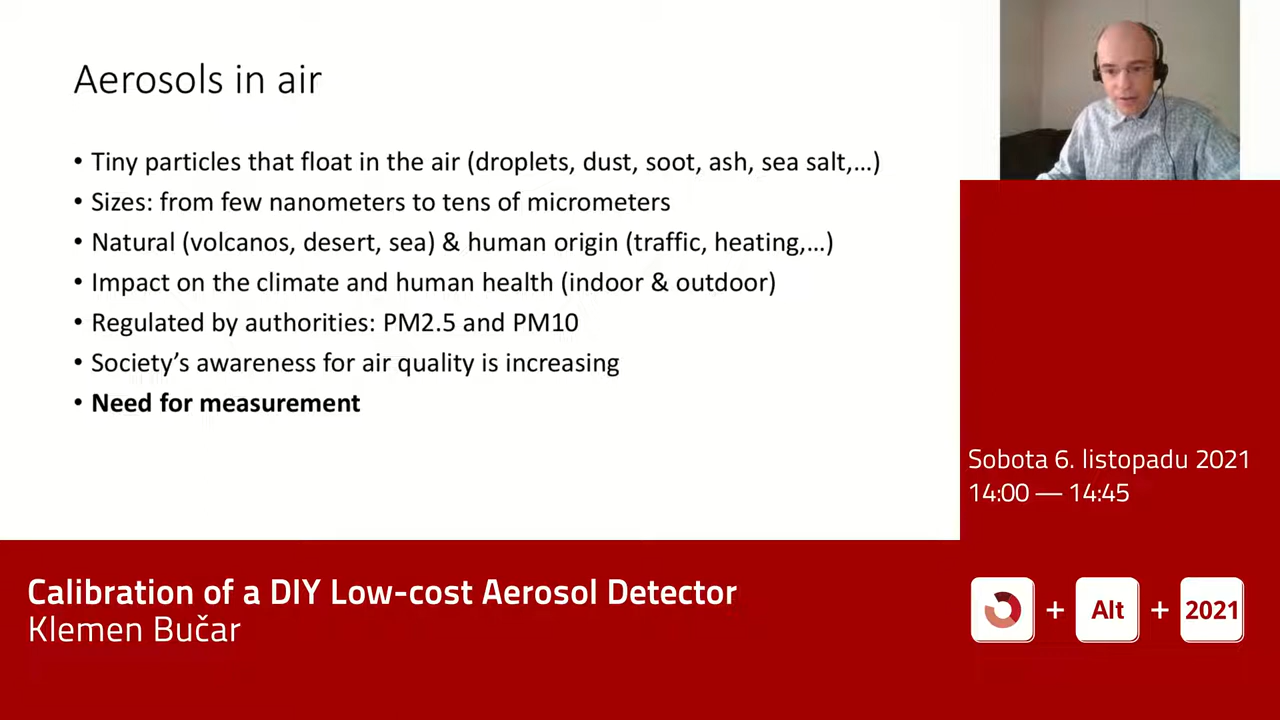 Aerosols in air
• Tiny particles that float in the air (droplets, dust, soot, ash, sea salt,...)
• Sizes: from few nanometers to tens of micrometers
• Natural (volcanos, desert, sea) & human origin (traffic, heating,...)
• Impact on the climate and human health (indoor & outdoor)
• Regulated by authorities: PM2.5 and PM10
• Society’s awareness for air quality is increasing
• Need for measurement
Sobota 6. listopadu 2021
14:00 — 14:45
Calibration of a DIY Low-cost Aerosol Detector
Klemen Bučar
+ Alt + 2021